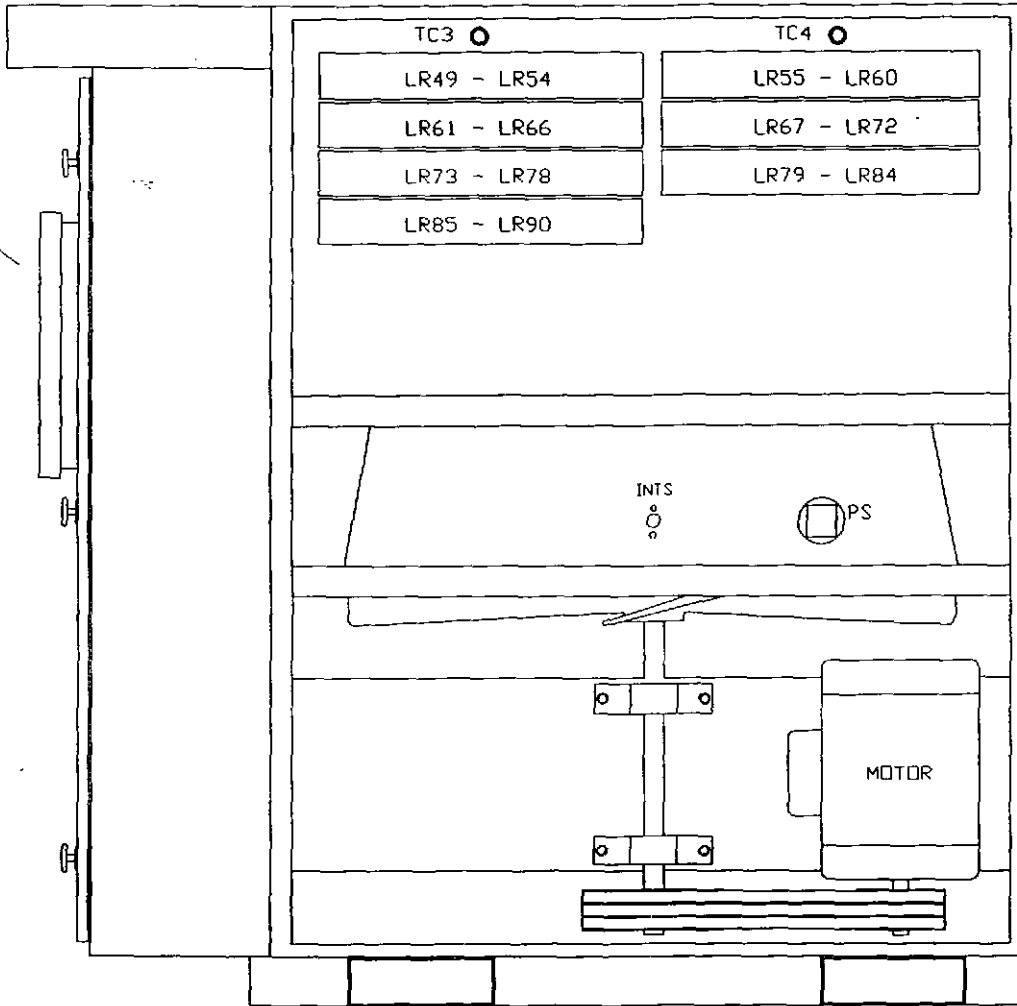 TC3 TC4
LR49 - LR54 LR55 - LR60
LR61 - LR66 LR67 - LR72
LR73 - LR78 LR79 - LR84
LR85 - LR90
INTS
PS
MOTOR